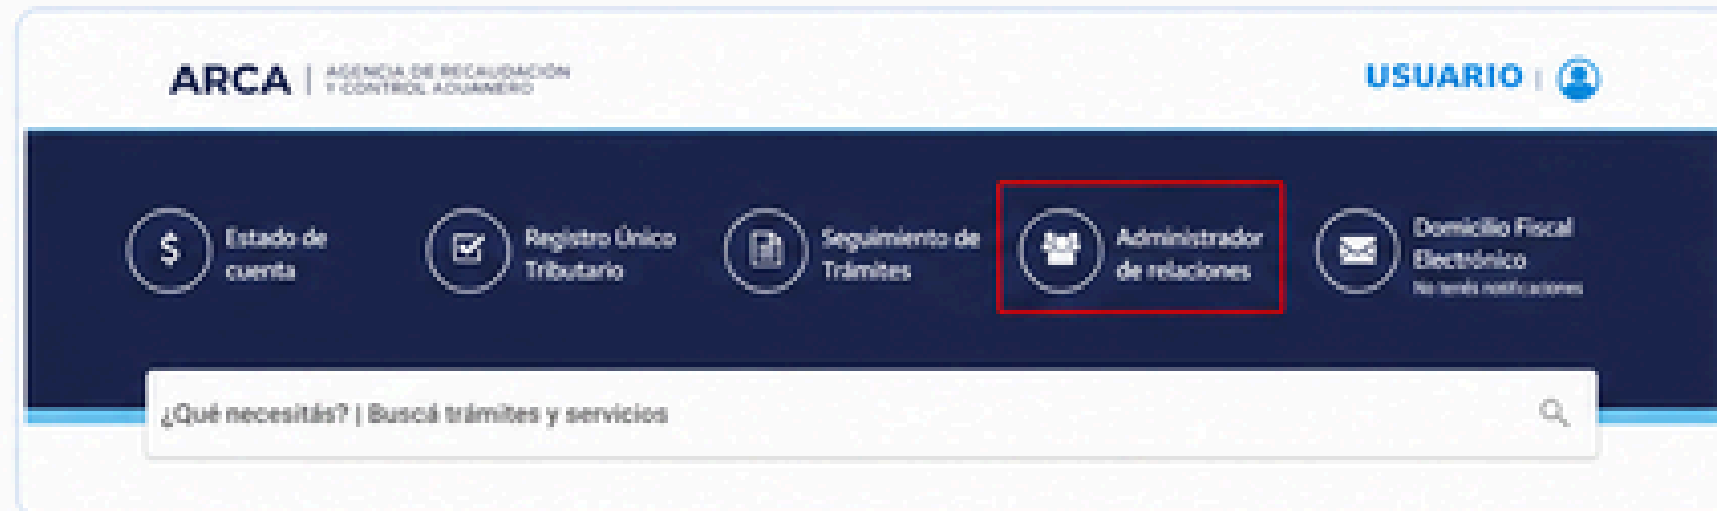 ARCA | AGENCIA DE RECAUDACIÓN
Y CONTROL ADUANERO
USUARIO |
$ Estado de
cuenta
Registro Único
Tributario
Seguimiento de
Trámites
Administrador
de relaciones
Domicilio Fiscal
Electrónico
No tenés notificaciones
¿Qué necesitás? | Buscá trámites y servicios